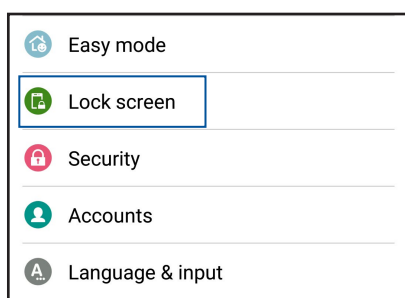 Easy mode
Lock screen
Security
Accounts
A
Language & input